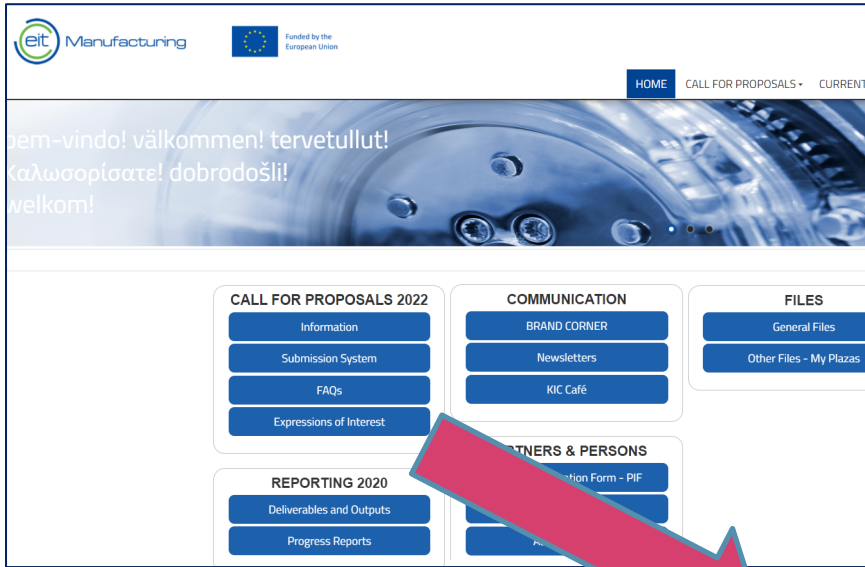 eit Manufacturing
Funded by the
European Union
HOME CALL FOR PROPOSALS CURRENT
bem-vindo! välkommen! tervetullut!
καλωσορίσατε! dobrodošli!
welkom!
CALL FOR PROPOSALS 2022
Information
Submission System
FAQs
Expressions of Interest
COMMUNICATION
BRAND CORNER
Newsletters
KIC Café
FILES
General Files
Other Files - My Plazas
REPORTING 2020
Deliverables and Outputs
Progress Reports
& PERSONS
Form - PIF